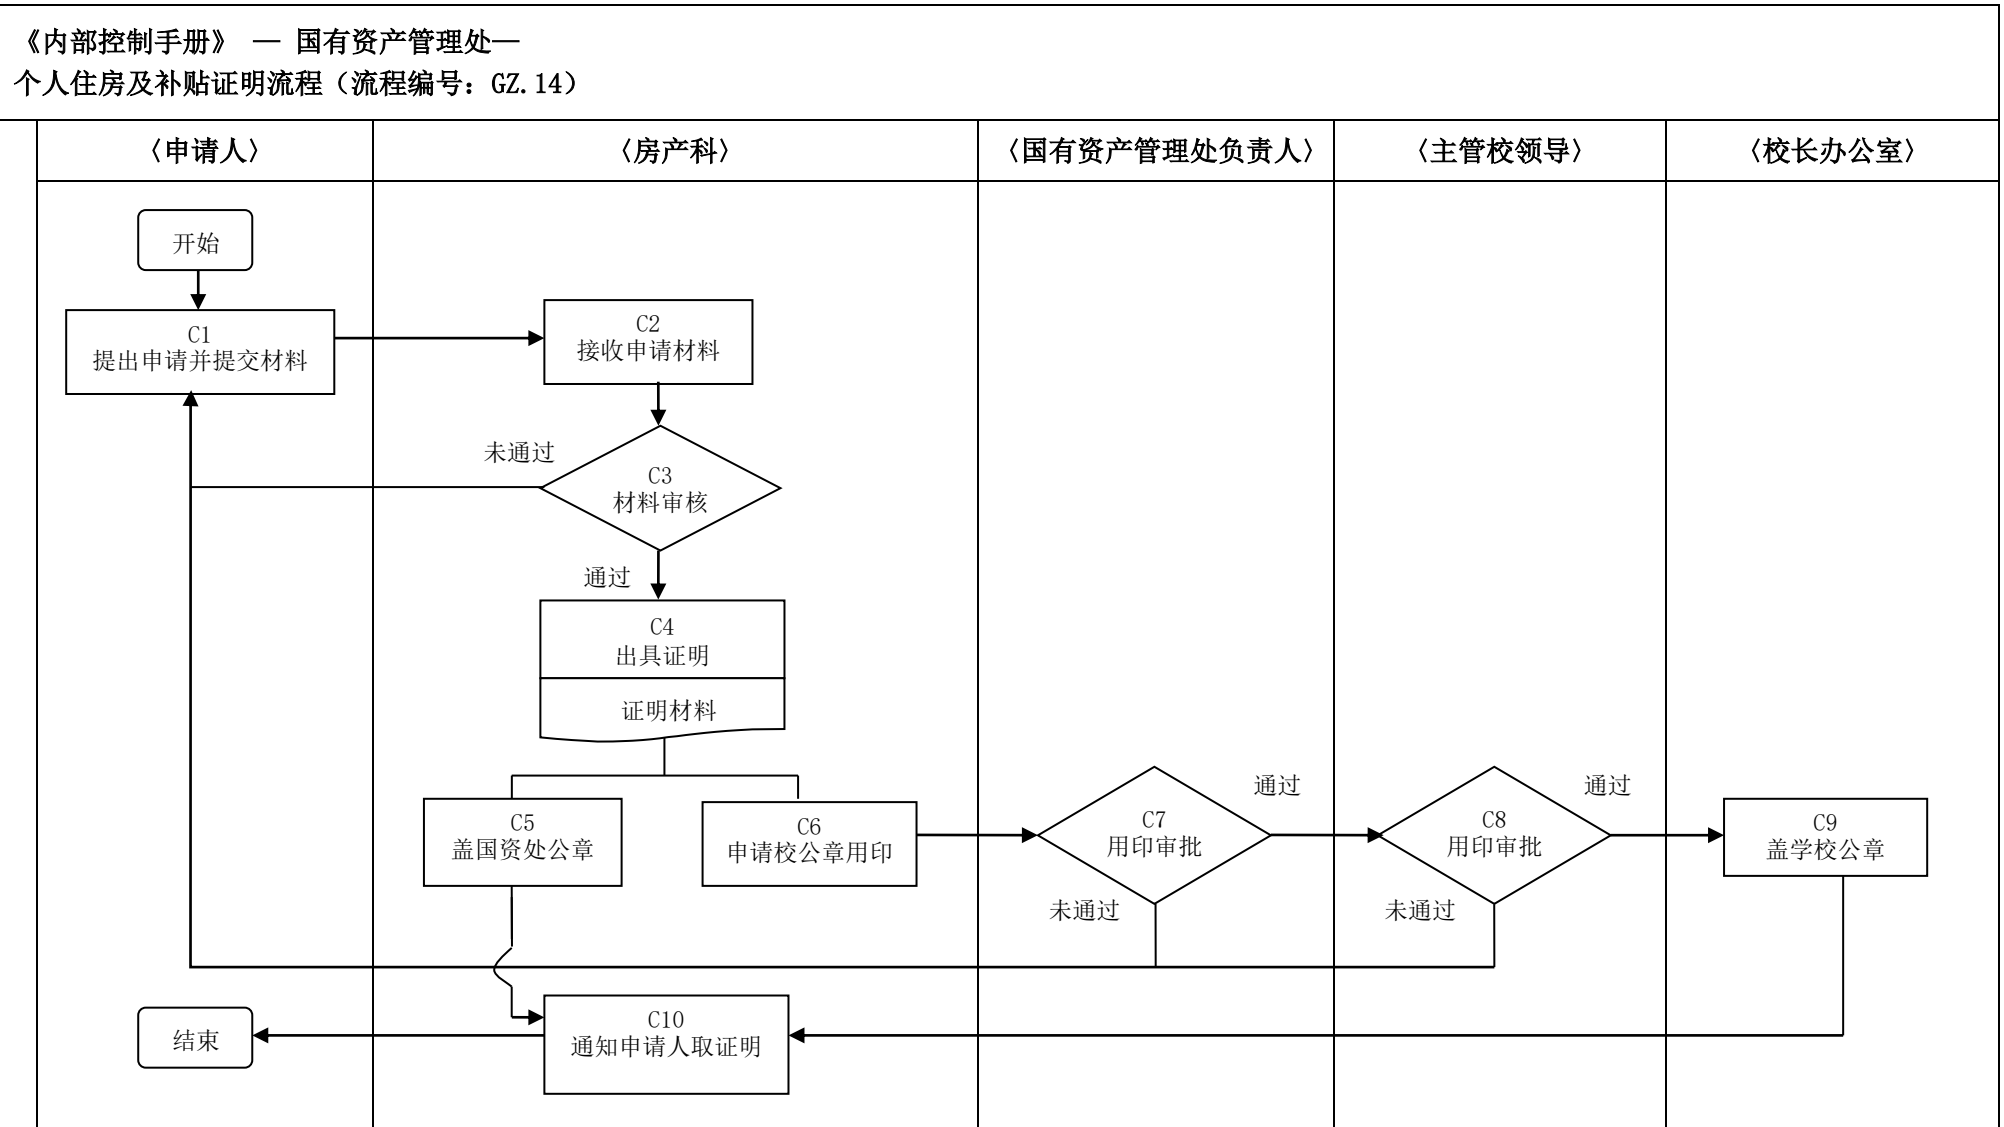 《内部控制手册》 — 国有资产管理处—
个人住房及补贴证明流程（流程编号：GZ.14）
〈申请人〉
〈房产科〉
〈国有资产管理处负责人〉
〈主管校领导〉
〈校长办公室〉
开始
C1
提出申请并提交材料
C2
接收申请材料
未通过
C3
材料审核
通过
C4
出具证明
证明材料
C5
盖国资处公章
C6
申请校公章用印
C7
用印审批
通过
未通过
C8
用印审批
通过
未通过
C9
盖学校公章
C10
通知申请人取证明
结束